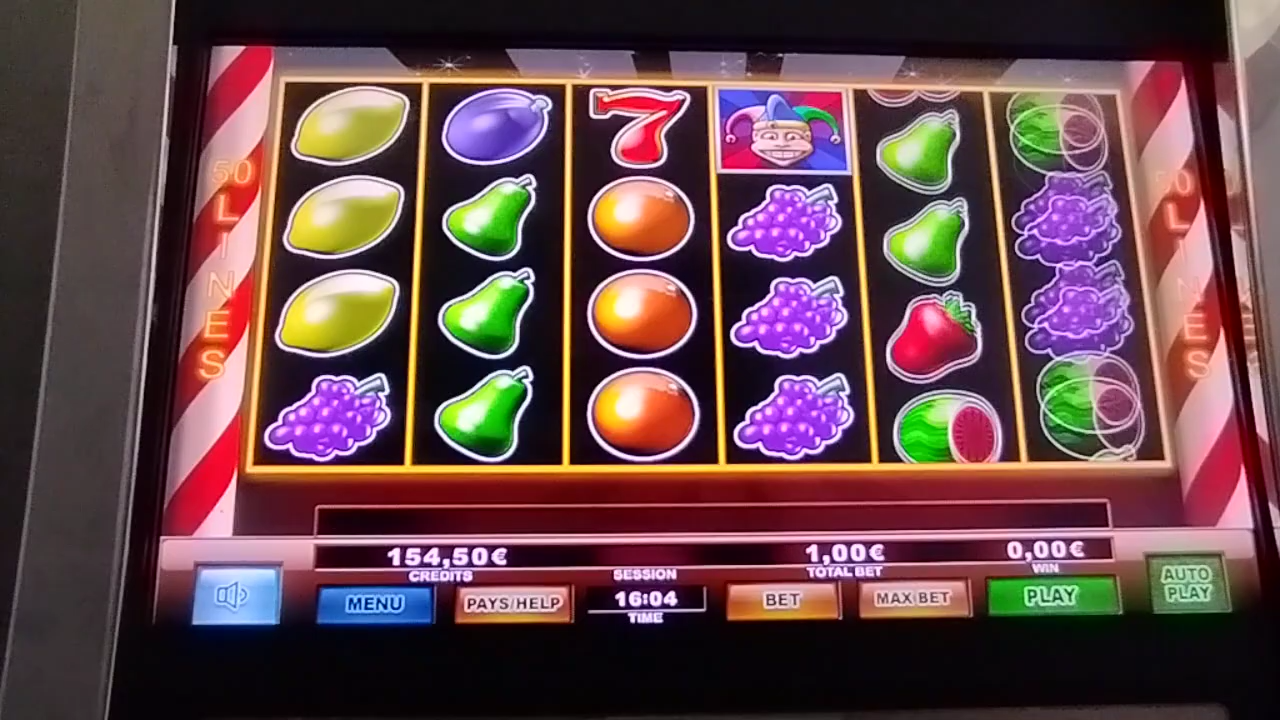 50
LINES
50
LINES
154,50€
CREDITS
SESSION
16:04
TIME
1,00€
TOTAL BET
0,00€
WIN
MENU
PAYS/HELP
BET
MAX BET
PLAY
AUTO
PLAY